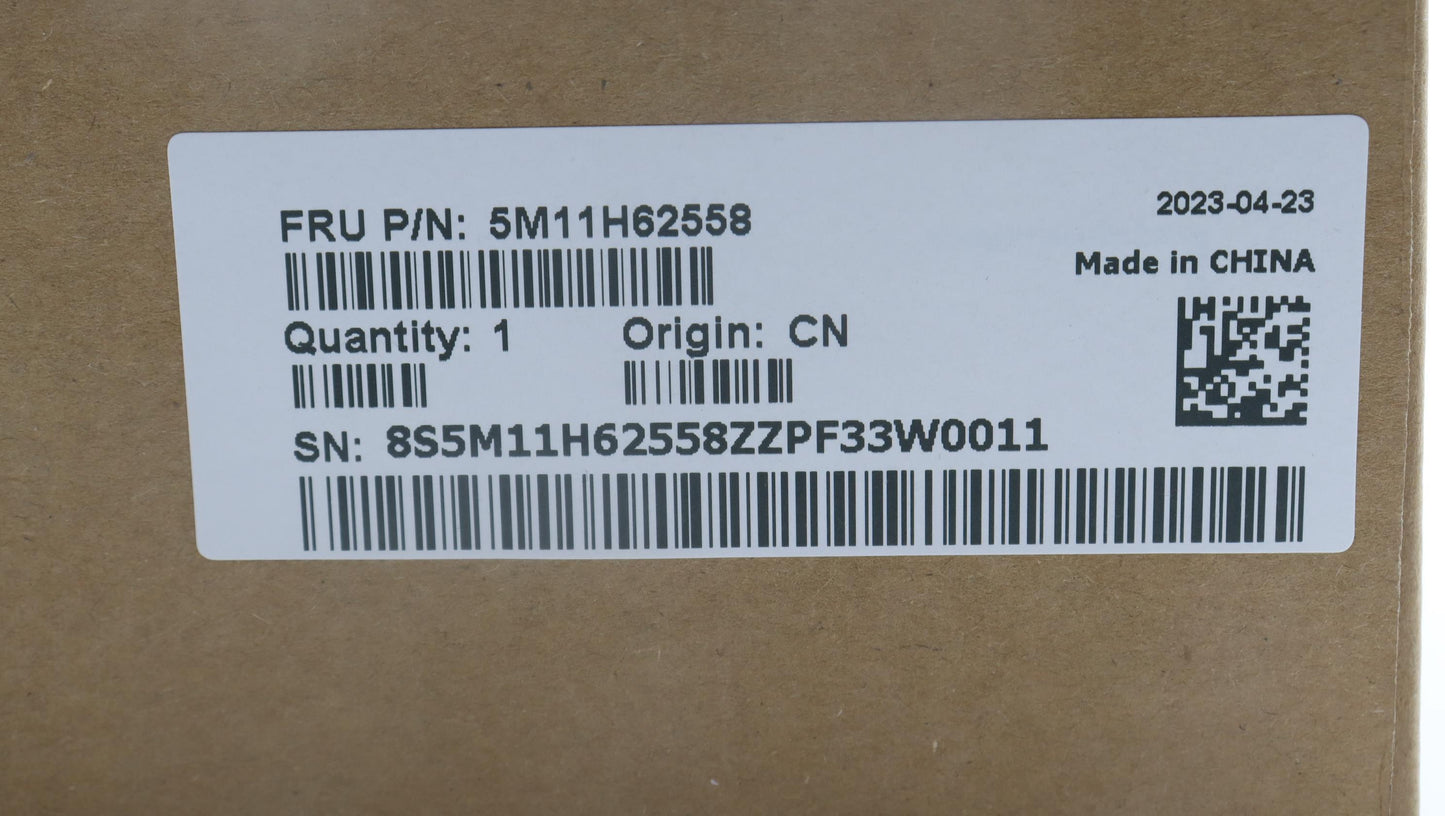 2023-04-23
FRU P/N: 5M11H62558
Made in CHINA
Quantity: 1 Origin: CN
SN: 8S5M11H62558ZZPF33W0011